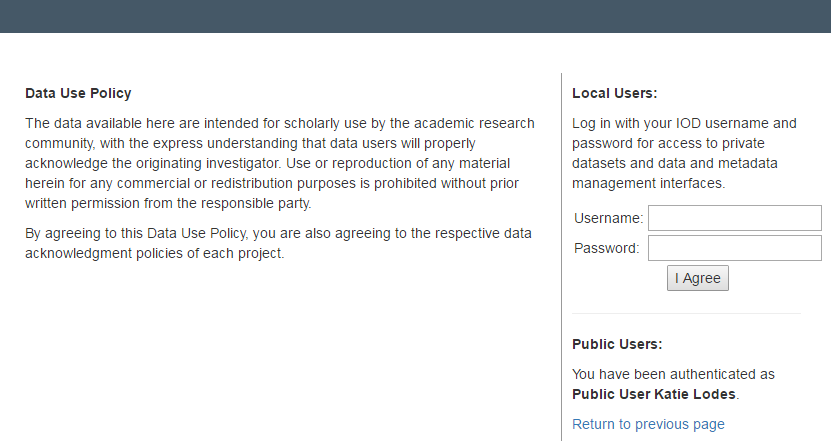 Data Use Policy
The data available here are intended for scholarly use by the academic research
community, with the express understanding that data users will properly
acknowledge the originating investigator. Use or reproduction of any material
herein for any commercial or redistribution purposes is prohibited without prior
written permission from the responsible party.
By agreeing to this Data Use Policy, you are also agreeing to the respective data
acknowledgment policies of each project.
Local Users:
Log in with your IOD username and
password for access to private
datasets and data and metadata
management interfaces.
Username:
Password:
I Agree
Public Users:
You have been authenticated as
Public User Katie Lodes.
Return to previous page